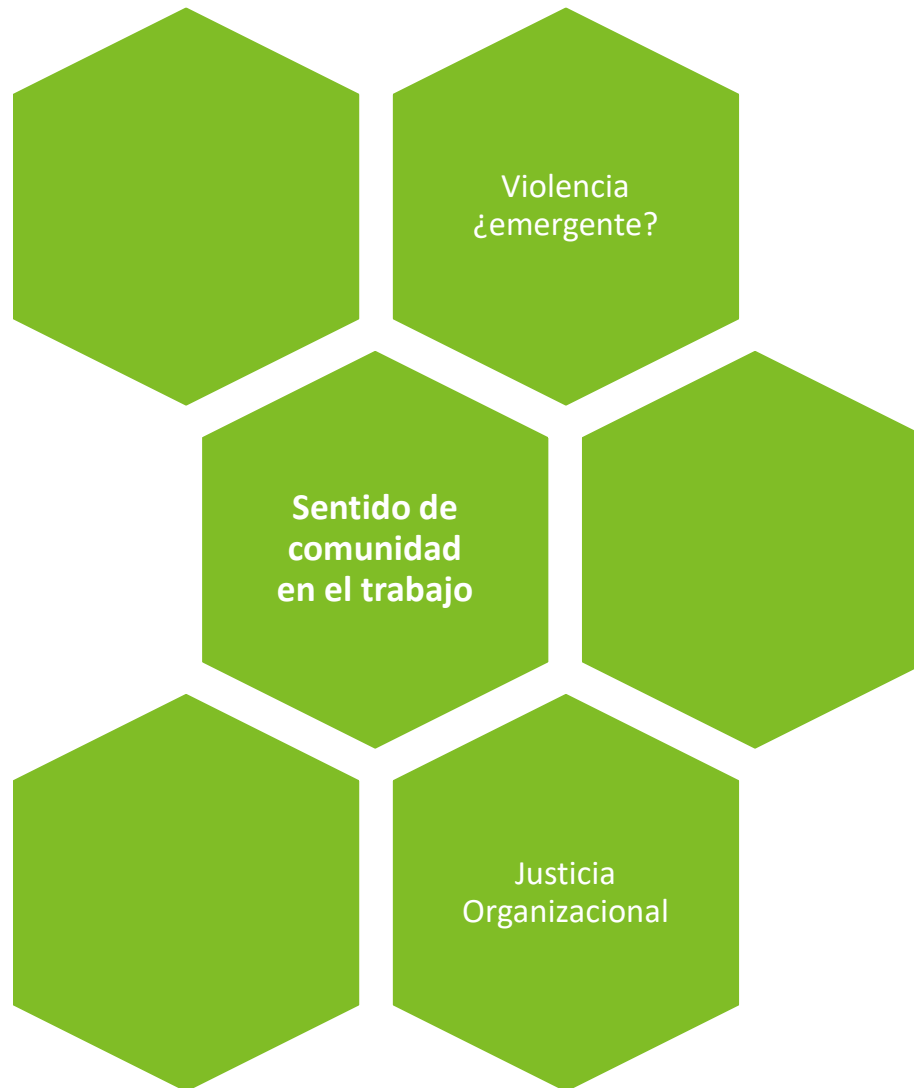 Violencia
¿emergente?
Sentido de
comunidad
en el trabajo
Justicia
Organizacional